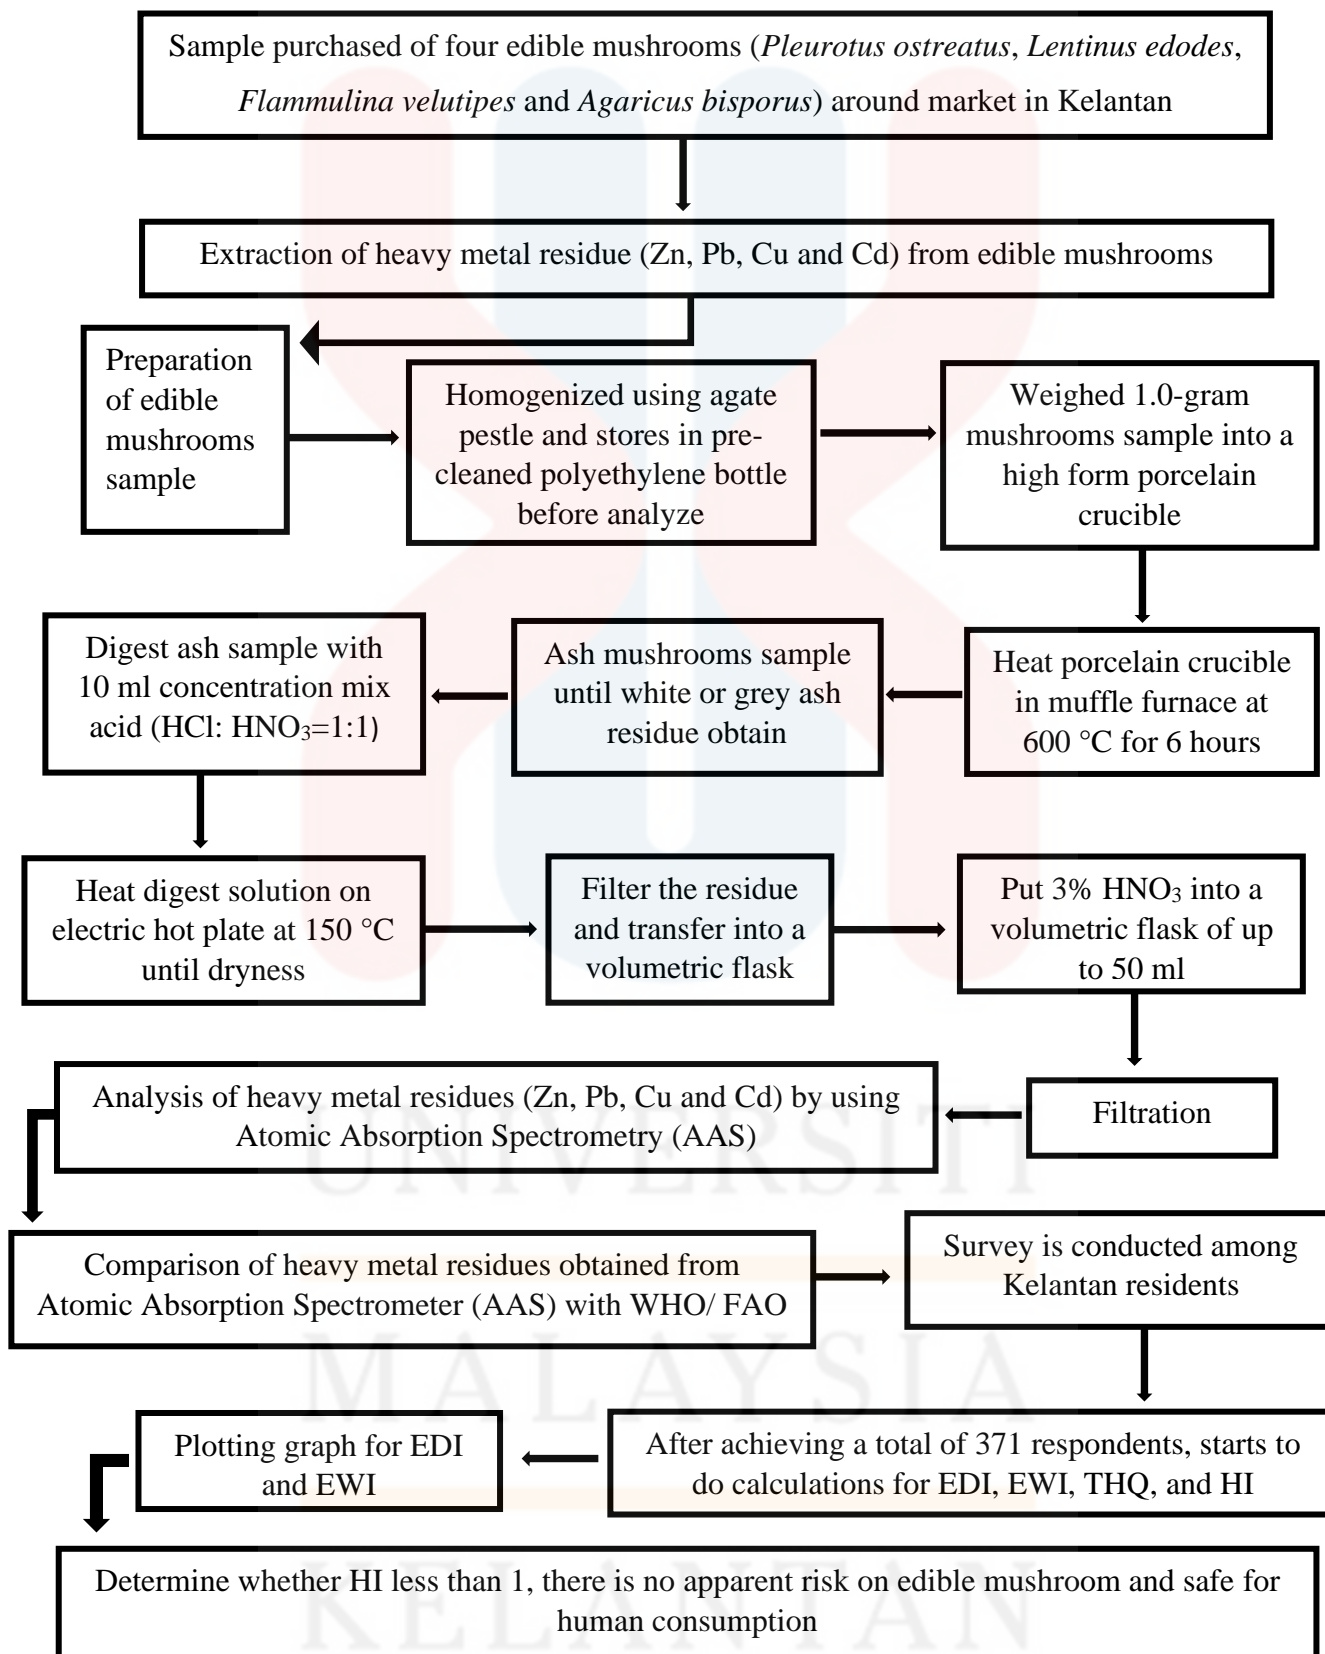 Sample purchased of four edible mushrooms (Pleurotus ostreatus, Lentinus edodes,
Flammulina velutipes and Agaricus bisporus) around market in Kelantan
Extraction of heavy metal residue (Zn, Pb, Cu and Cd) from edible mushrooms
Preparation
of edible
mushrooms
sample
Homogenized using agate
pestle and stores in pre-
cleaned polyethylene bottle
before analyze
Weighed 1.0-gram
mushrooms sample into a
high form porcelain
crucible
Heat porcelain crucible
in muffle furnace at
600 °C for 6 hours
Ash mushrooms sample
until white or grey ash
residue obtain
Digest ash sample with
10 ml concentration mix
acid (HCl: HNO₃=1:1)
Heat digest solution on
electric hot plate at 150 °C
until dryness
Filter the residue
and transfer into a
volumetric flask
Put 3% HNO₃ into a
volumetric flask of up
to 50 ml
Filtration
Analysis of heavy metal residues (Zn, Pb, Cu and Cd) by using
Atomic Absorption Spectrometry (AAS)
UNIVERSITI
Comparison of heavy metal residues obtained from
Atomic Absorption Spectrometer (AAS) with WHO/ FAO
Survey is conducted among
Kelantan residents
MALAYSIA
After achieving a total of 371 respondents, starts to
do calculations for EDI, EWI, THQ, and HI
Plotting graph for EDI
and EWI
Determine whether HI less than 1, there is no apparent risk on edible mushroom and safe for
human consumption
KELANTAN